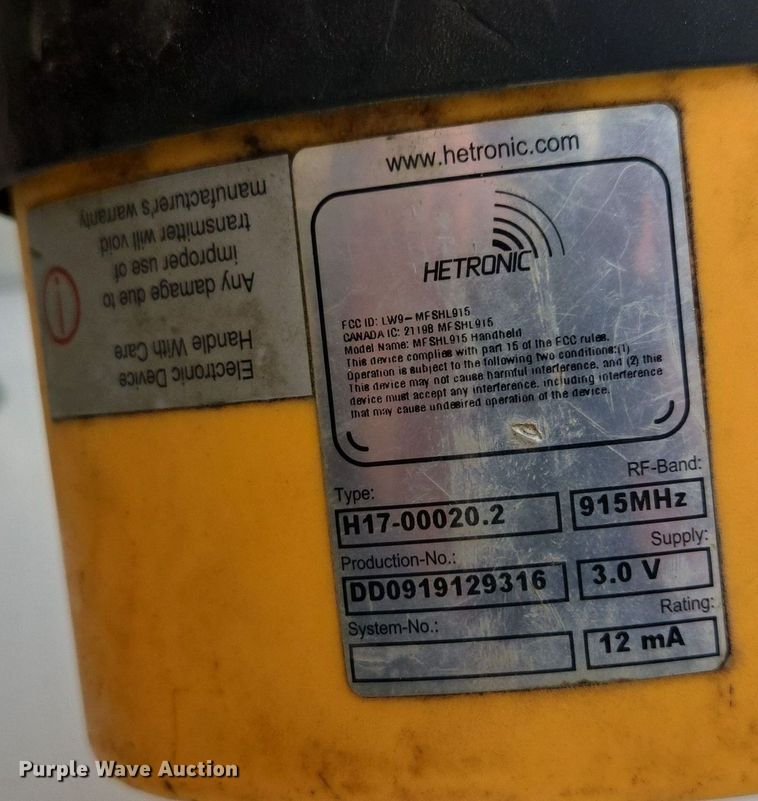 www.hetronic.com
HETRONIC
FCC ID: LW9-MFSHL915
CANADA IC: 2119B MFSHL915
Model Name: MFSHL915 Handheld
This device complies with part 15 of the FCC rules.
Operation is subject to the following two conditions:(1)
This device may not cause harmful interference, and (2) this
device must accept any interference, including interference
that may cause undesired operation of the device.
Type:
H17-00020.2
RF-Band:
915MHz
Production-No.:
DD0919129316
Supply:
3.0 V
System-No.:
Rating:
12 mA
Electronic Device
Handle With Care
Any damage due to
improper use of
transmitter will void
manufacturer's warranty
Purple Wave Auction